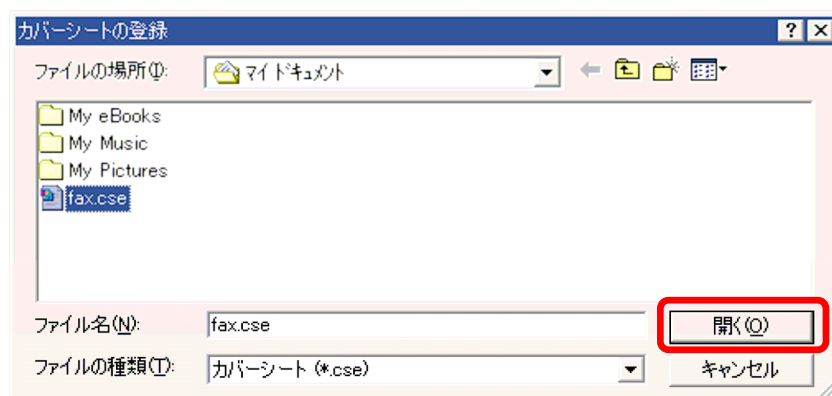 カバーシートの登録
ファイルの場所(I):
マイ ドキュメント
My eBooks
My Music
My Pictures
fax.cse
ファイル名(N):
fax.cse
開く(O)
ファイルの種類(T):
カバーシート (*.cse)
キャンセル